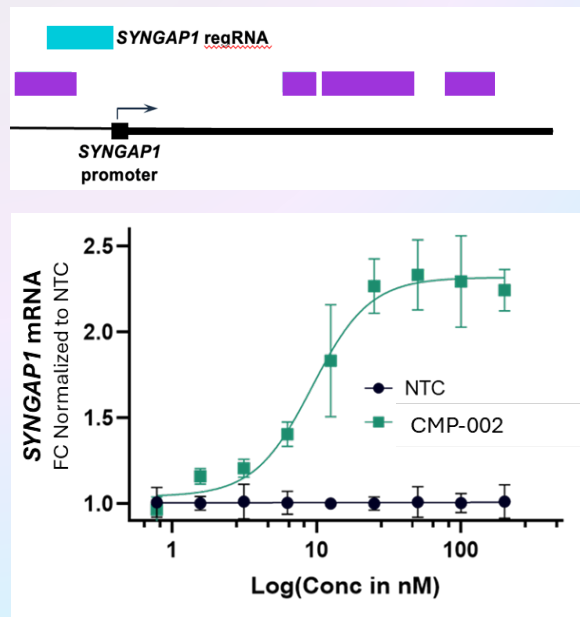 SYNGAP1 regRNA
SYNGAP1
promoter
SYNGAP1 mRNA
FC Normalized to NTC
2.5
2.0
1.5
1.0
NTC
CMP-002
1
10
100
Log(Conc in nM)